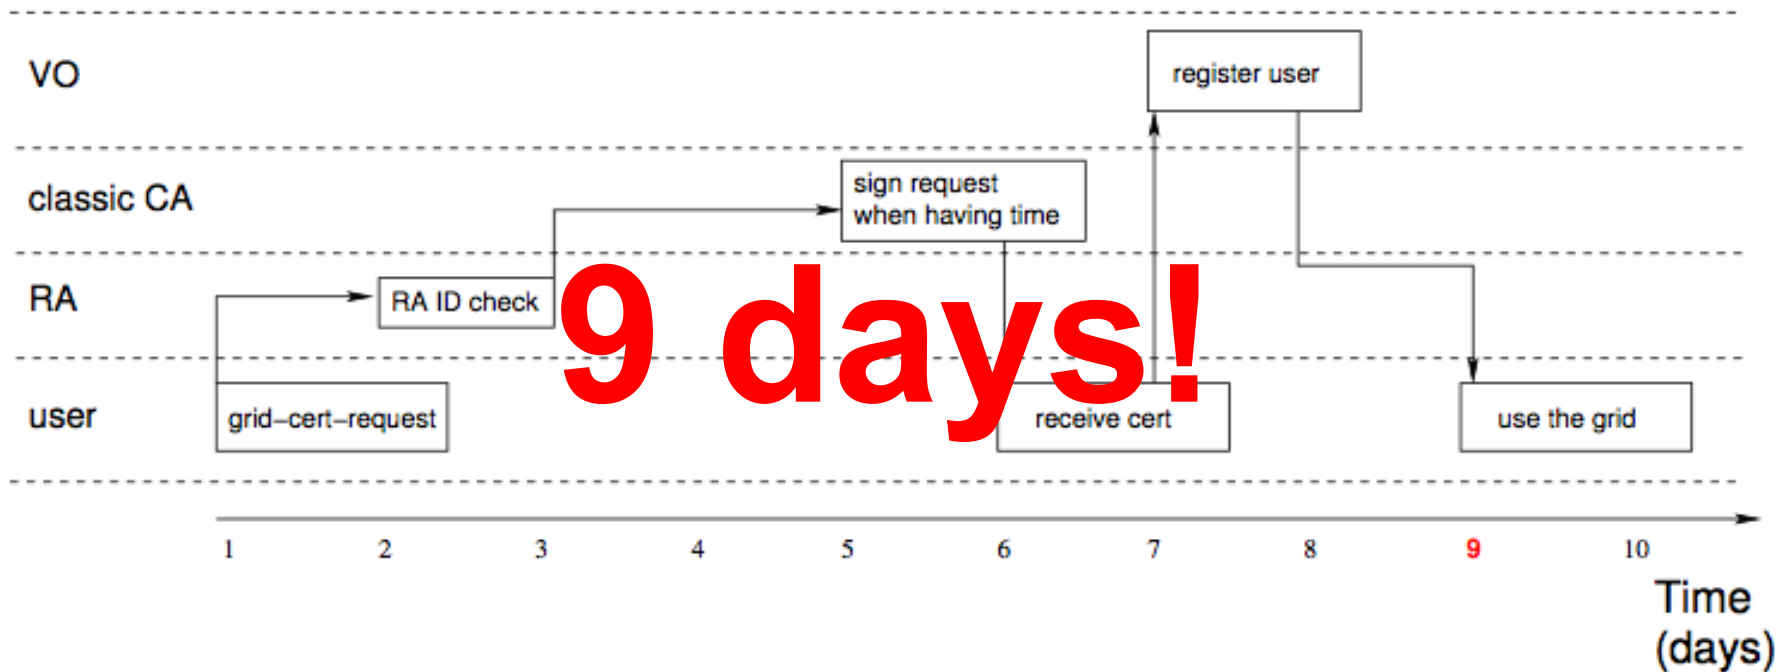 VO
register user
classic CA
sign request
when having time
RA
RA ID check
9 days!
user
grid-cert-request
receive cert
use the grid
1 2 3 4 5 6 7 8 9 10
Time
(days)